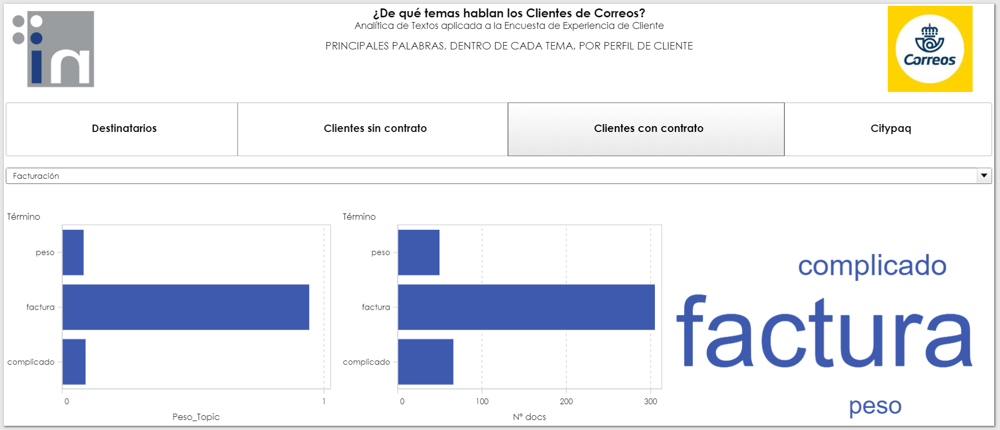 ¿De qué temas hablan los Clientes de Correos?
Analítica de Textos aplicada a la Encuesta de Experiencia de Cliente
PRINCIPALES PALABRAS, DENTRO DE CADA TEMA, POR PERFIL DE CLIENTE
in
Correos
Destinatarios
Clientes sin contrato
Clientes con contrato
Citypaq
Facturación
Término
peso
factura
complicado
0 1
Peso_Topic
Término
peso
factura
complicado
0 100 200 300
Nº docs
complicado
factura
peso